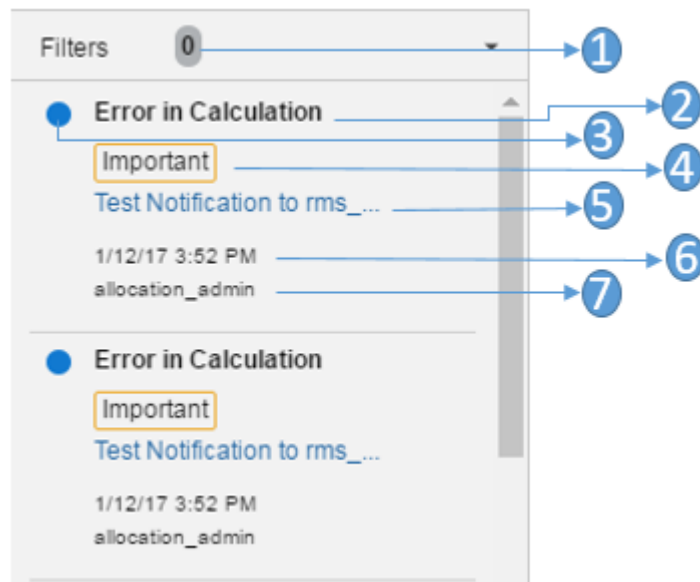 Filters 0 1
Error in Calculation 2
3
Important 4
Test Notification to rms_... 5
1/12/17 3:52 PM 6
allocation_admin 7
Error in Calculation
Important
Test Notification to rms_...
1/12/17 3:52 PM
allocation_admin